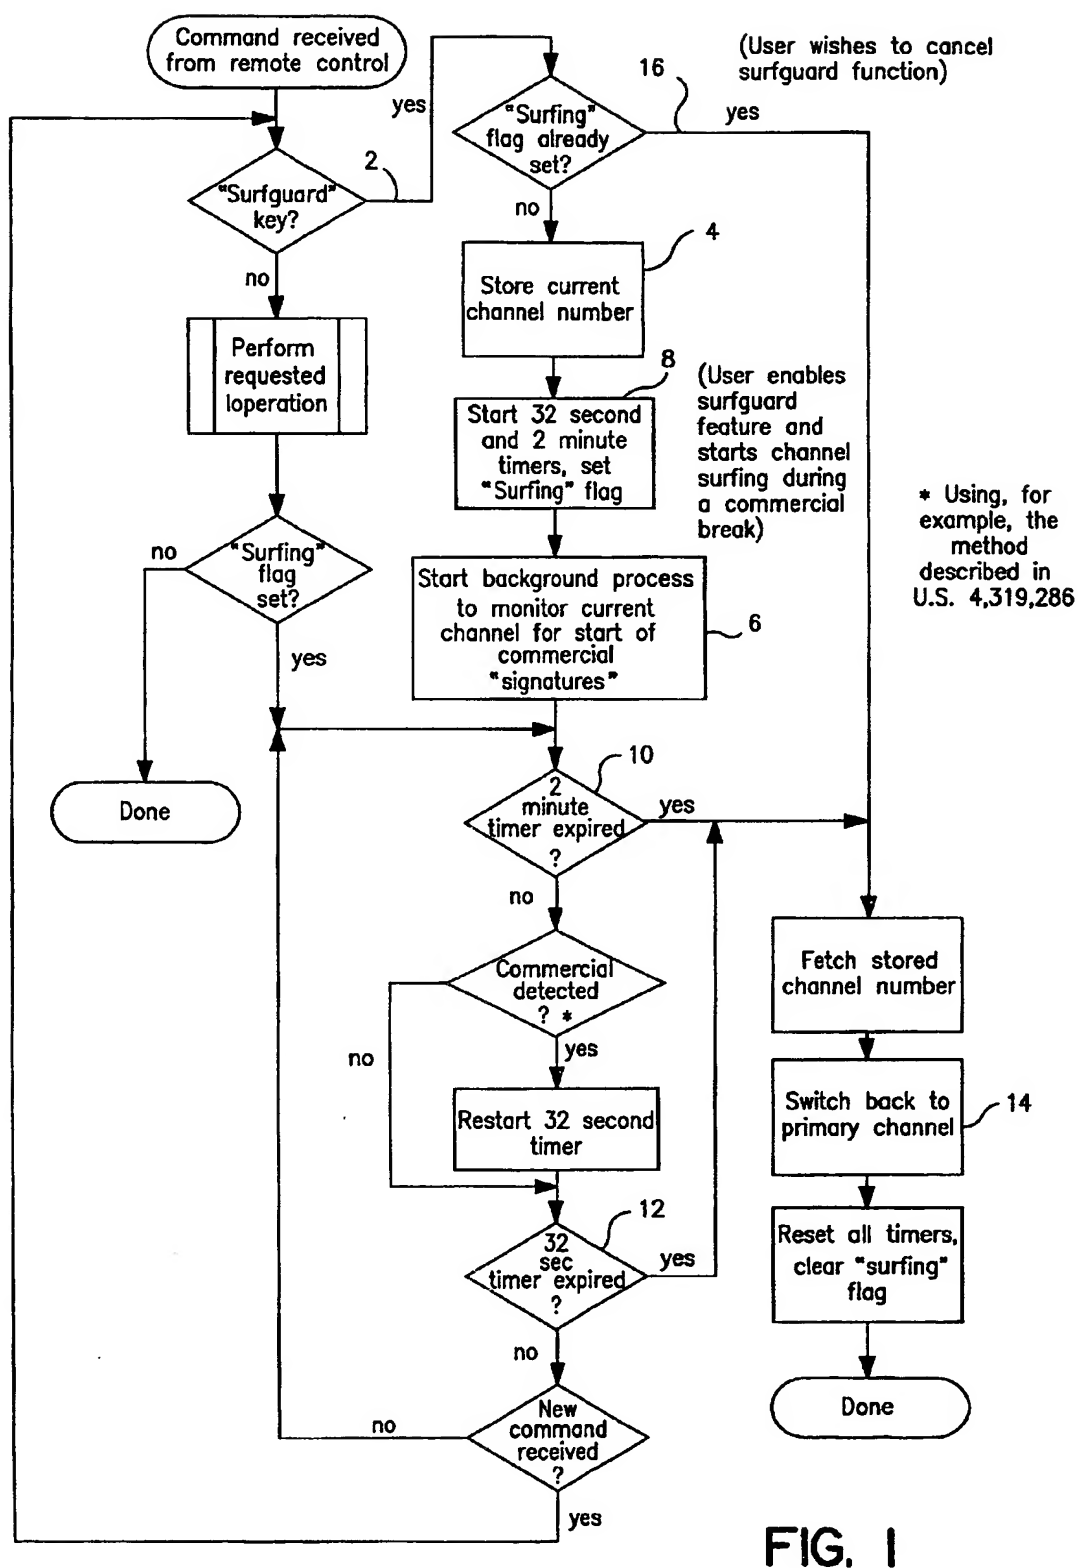 Command received
from remote control
yes
"Surfguard"
key?
2
no
Perform
requested
loperation
"Surfing"
flag
set?
no
yes
Done
"Surfing"
flag already
set?
16
(User wishes to cancel
surfguard function)
yes
no
4
Store current
channel number
8
Start 32 second
and 2 minute
timers, set
"Surfing" flag
(User enables
surfguard
feature and
starts channel
surfing during
a commercial
break)
* Using, for
example, the
method
described in
U.S. 4,319,286
Start background process
to monitor current
channel for start of
commercial
"signatures"
6
10
2
minute
timer expired
?
yes
no
Commercial
detected
? *
no
yes
Restart 32 second
timer
12
32
sec
timer expired
?
yes
no
New
command
received
?
no
yes
Fetch stored
channel number
Switch back to
primary channel
14
Reset all timers,
clear "surfing"
flag
Done
FIG. 1